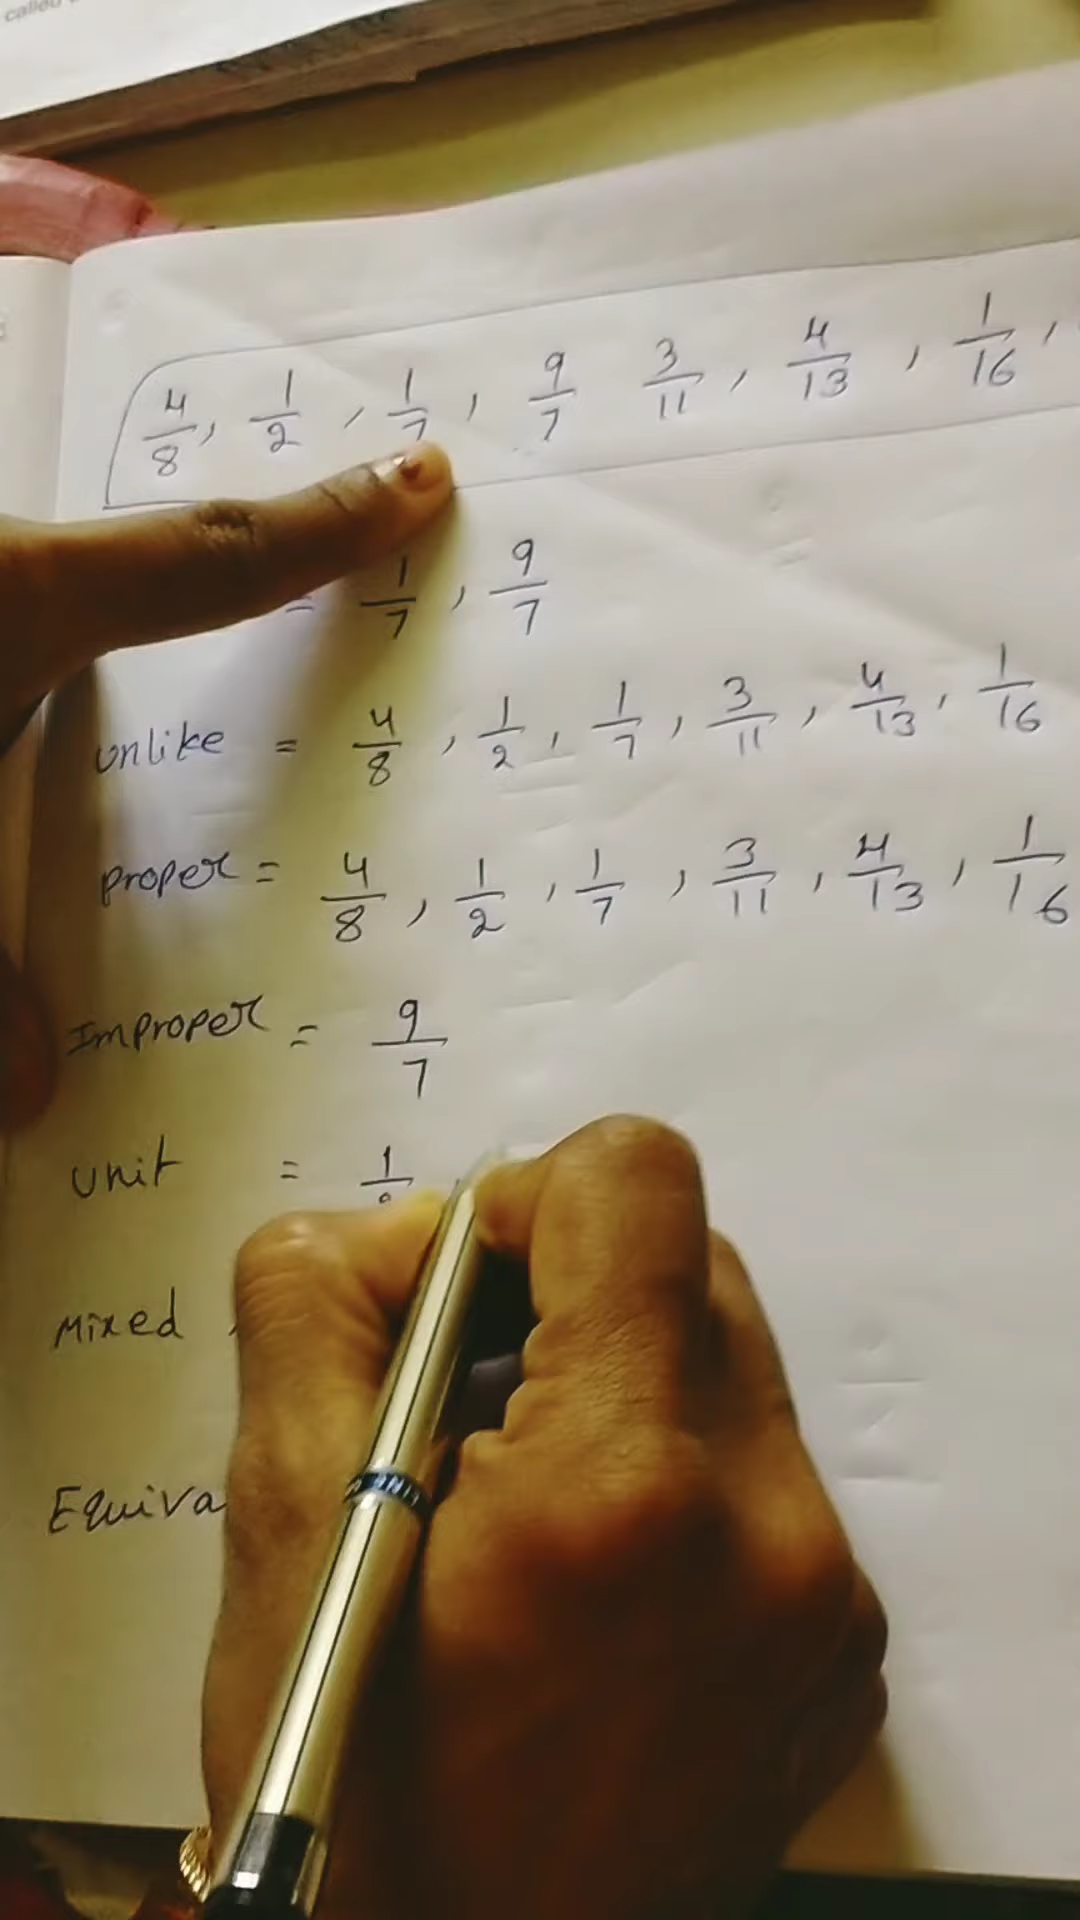 called
4/8, 1/2, 1/7, 9/7 3/11, 4/13, 1/16,
= 1/7, 9/7
unlike = 4/8, 1/2, 1/7, 3/11, 4/13, 1/16
proper = 4/8, 1/2, 1/7, 3/11, 4/13, 1/16
Improper = 9/7
unit = 1/
Mixed
Equiva